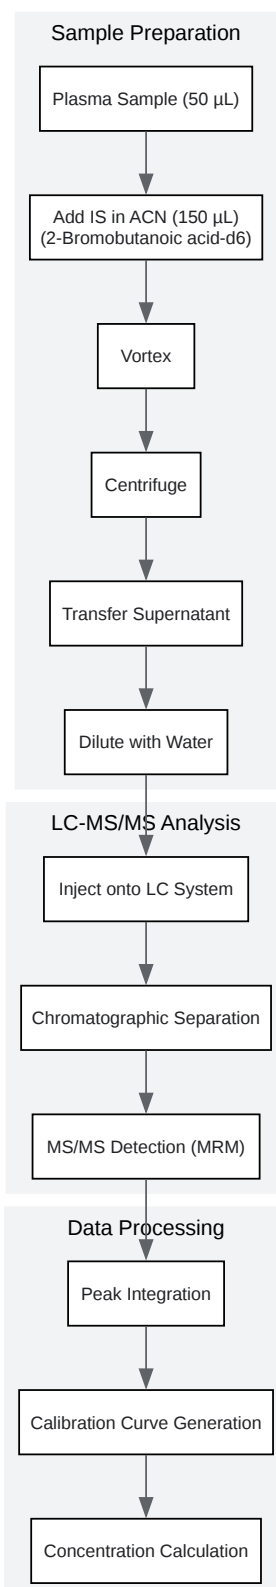 Sample Preparation
Plasma Sample (50 µL)
Add IS in ACN (150 µL)
(2-Bromobutanoic acid-d6)
Vortex
Centrifuge
Transfer Supernatant
Dilute with Water
LC-MS/MS Analysis
Inject onto LC System
Chromatographic Separation
MS/MS Detection (MRM)
Data Processing
Peak Integration
Calibration Curve Generation
Concentration Calculation